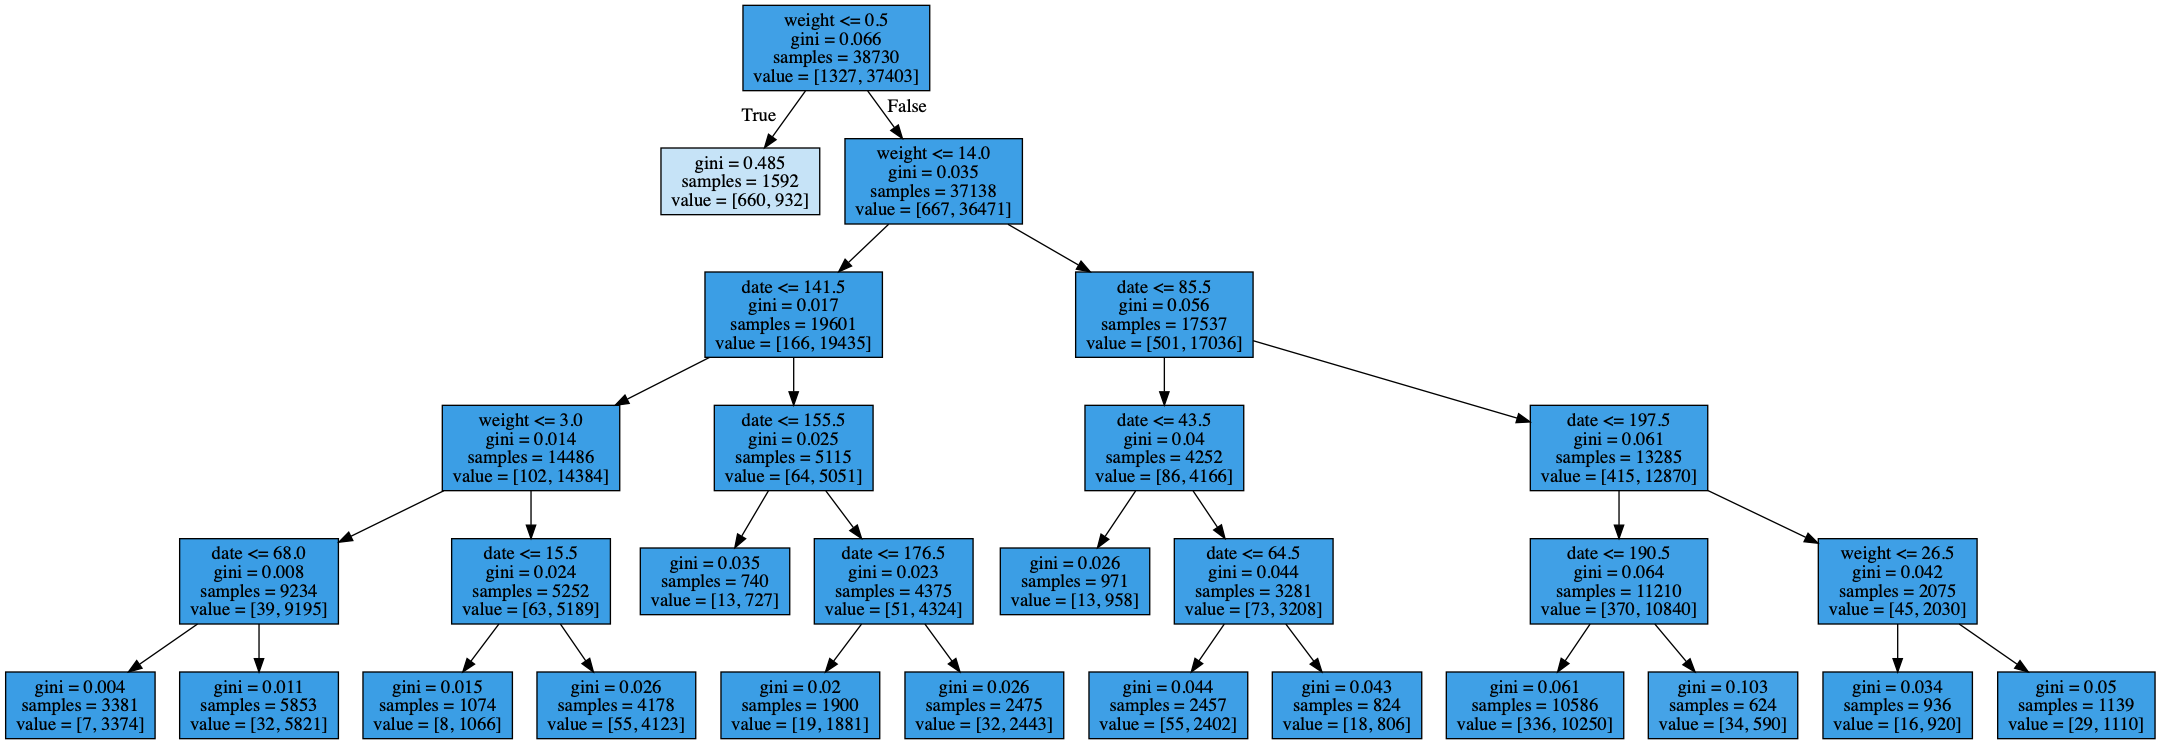 weight <= 0.5
gini = 0.066
samples = 38730
value = [1327, 37403]
True
False
gini = 0.485
samples = 1592
value = [660, 932]
weight <= 14.0
gini = 0.035
samples = 37138
value = [667, 36471]
date <= 141.5
gini = 0.017
samples = 19601
value = [166, 19435]
date <= 85.5
gini = 0.056
samples = 17537
value = [501, 17036]
weight <= 3.0
gini = 0.014
samples = 14486
value = [102, 14384]
date <= 155.5
gini = 0.025
samples = 5115
value = [64, 5051]
date <= 43.5
gini = 0.04
samples = 4252
value = [86, 4166]
date <= 197.5
gini = 0.061
samples = 13285
value = [415, 12870]
date <= 68.0
gini = 0.008
samples = 9234
value = [39, 9195]
date <= 15.5
gini = 0.024
samples = 5252
value = [63, 5189]
gini = 0.035
samples = 740
value = [13, 727]
date <= 176.5
gini = 0.023
samples = 4375
value = [51, 4324]
gini = 0.026
samples = 971
value = [13, 958]
date <= 64.5
gini = 0.044
samples = 3281
value = [73, 3208]
date <= 190.5
gini = 0.064
samples = 11210
value = [370, 10840]
weight <= 26.5
gini = 0.042
samples = 2075
value = [45, 2030]
gini = 0.004
samples = 3381
value = [7, 3374]
gini = 0.011
samples = 5853
value = [32, 5821]
gini = 0.015
samples = 1074
value = [8, 1066]
gini = 0.026
samples = 4178
value = [55, 4123]
gini = 0.02
samples = 1900
value = [19, 1881]
gini = 0.026
samples = 2475
value = [32, 2443]
gini = 0.044
samples = 2457
value = [55, 2402]
gini = 0.043
samples = 824
value = [18, 806]
gini = 0.061
samples = 10586
value = [336, 10250]
gini = 0.103
samples = 624
value = [34, 590]
gini = 0.034
samples = 936
value = [16, 920]
gini = 0.05
samples = 1139
value = [29, 1110]